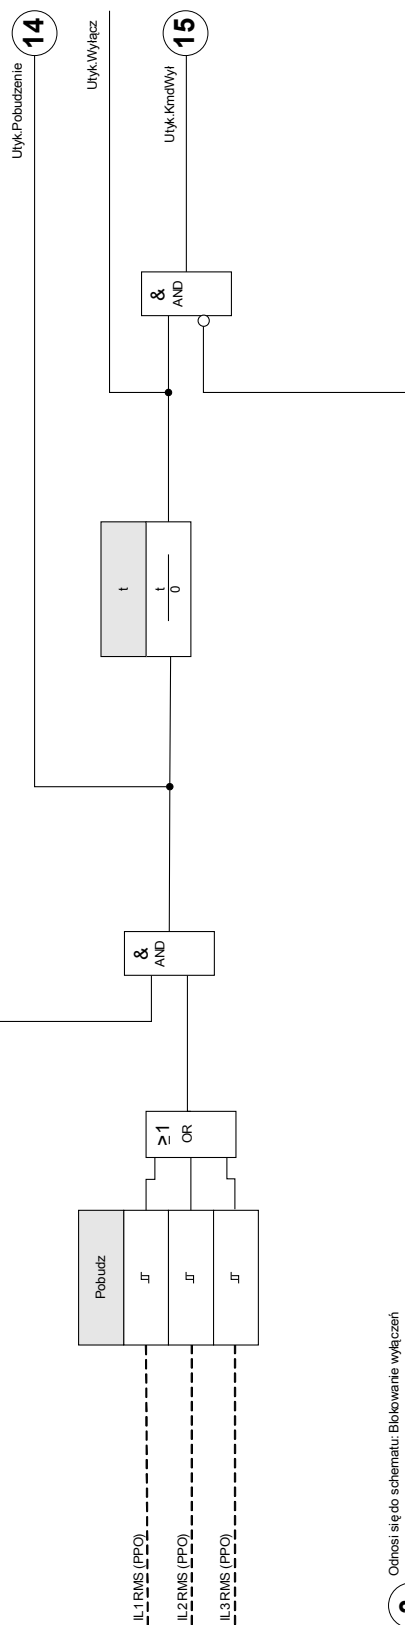 14
Utyk.Pobudzenie
Utyk.Wyłącz
15
Utyk.KmdWył
&
AND
t
t
0
&
AND
≥1
OR
Pobudz
IL1 RMS (PPO)
IL2 RMS (PPO)
IL3 RMS (PPO)
Odnosi się do schematu: Blokowanie wyłączeń